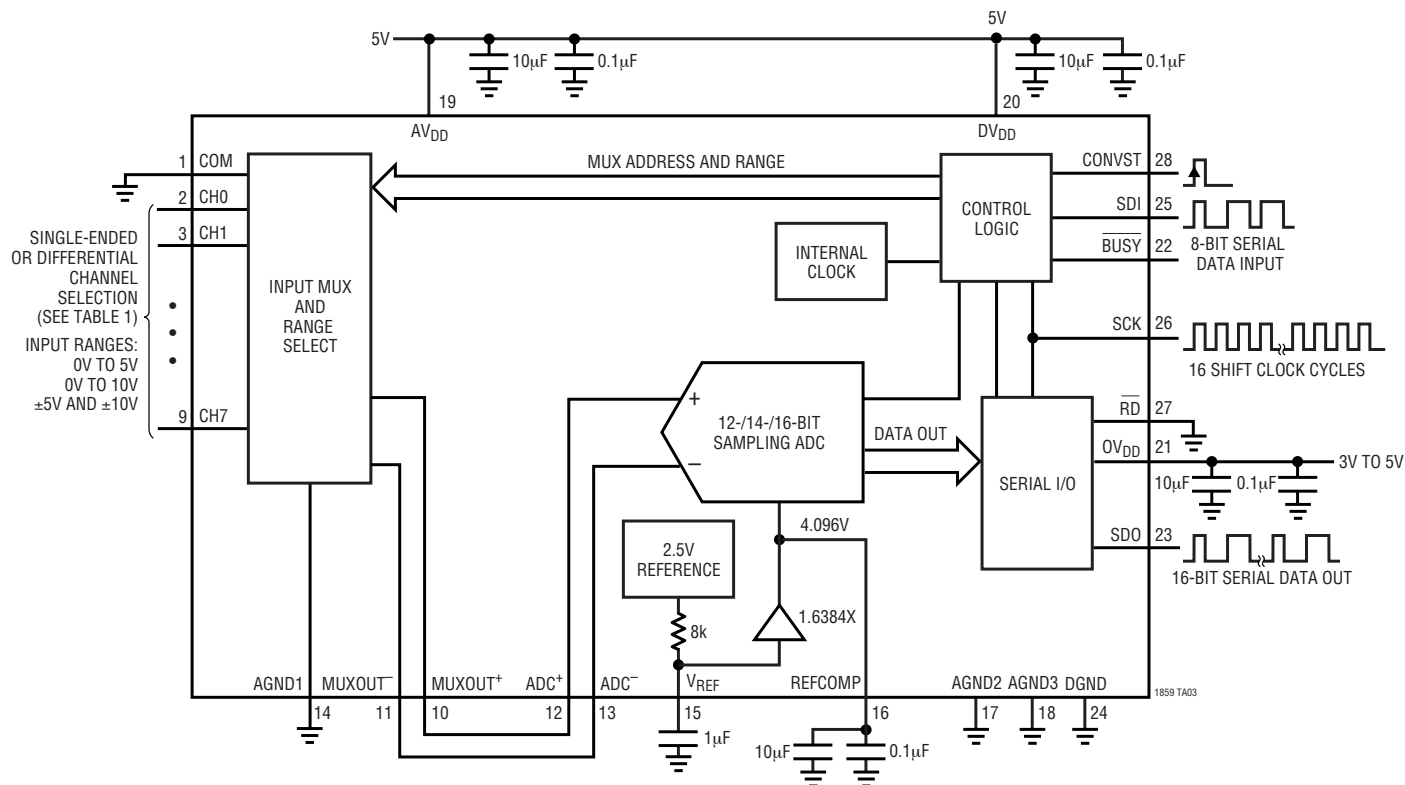 5V
5V
10µF
0.1µF
10µF
0.1µF
19
20
AVDD
DVDD
1
COM
MUX ADDRESS AND RANGE
CONVST
28
2
CH0
SDI
25
3
CH1
BUSY
22
8-BIT SERIAL
DATA INPUT
SINGLE-ENDED
OR DIFFERENTIAL
CHANNEL
SELECTION
(SEE TABLE 1)
INPUT RANGES:
0V TO 5V
0V TO 10V
±5V AND ±10V
9
CH7
INPUT MUX
AND
RANGE
SELECT
INTERNAL
CLOCK
CONTROL
LOGIC
SCK
26
16 SHIFT CLOCK CYCLES
+
−
12-/14-/16-BIT
SAMPLING ADC
DATA OUT
SERIAL I/O
RD
27
OVDD
21
3V TO 5V
10µF
0.1µF
SDO
23
16-BIT SERIAL DATA OUT
4.096V
2.5V
REFERENCE
8k
1.6384X
AGND1
MUXOUT−
MUXOUT+
ADC+
ADC−
VREF
REFCOMP
AGND2
AGND3
DGND
1859 TA03
14
11
10
12
13
15
16
17
18
24
1µF
10µF
0.1µF